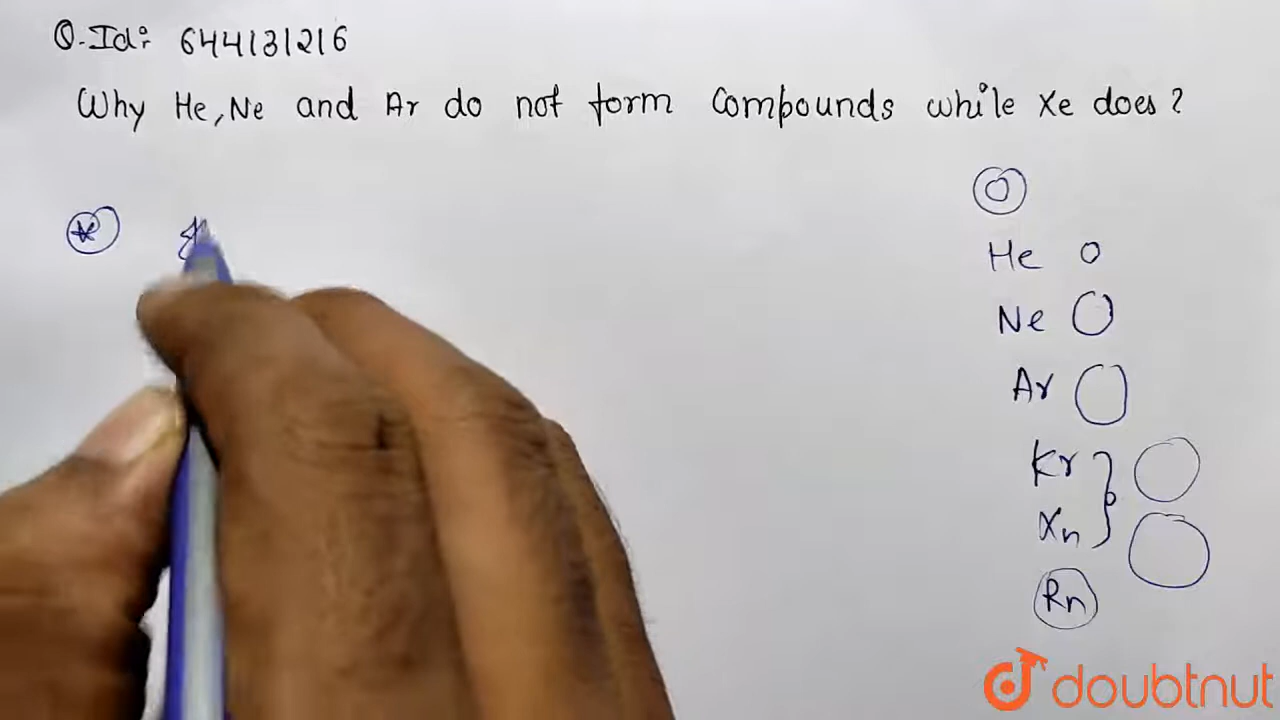 Q.Id: 644131216
Why He, Ne and Ar do not form compounds while Xe does?
O
He
Ne
Ar
Kr
Xn
Rn
doubtnut